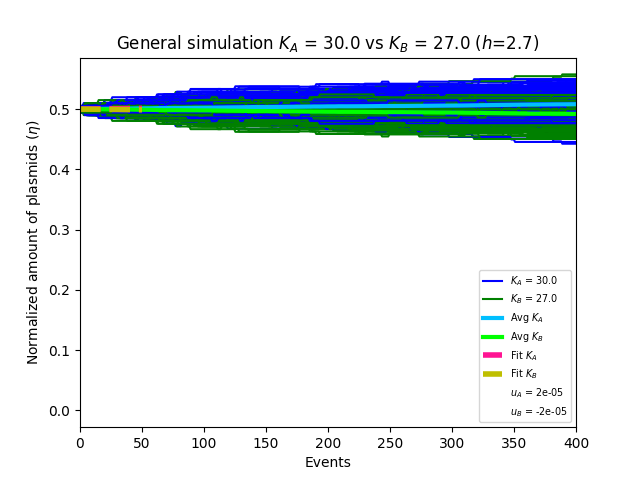 General simulation K_A = 30.0 vs K_B = 27.0 (h=2.7)
Normalized amount of plasmids (η)
0.5
0.4
0.3
0.2
0.1
0.0
K_A = 30.0
K_B = 27.0
Avg K_A
Avg K_B
Fit K_A
Fit K_B
u_A = 2e-05
u_B = -2e-05
0 50 100 150 200 250 300 350 400
Events